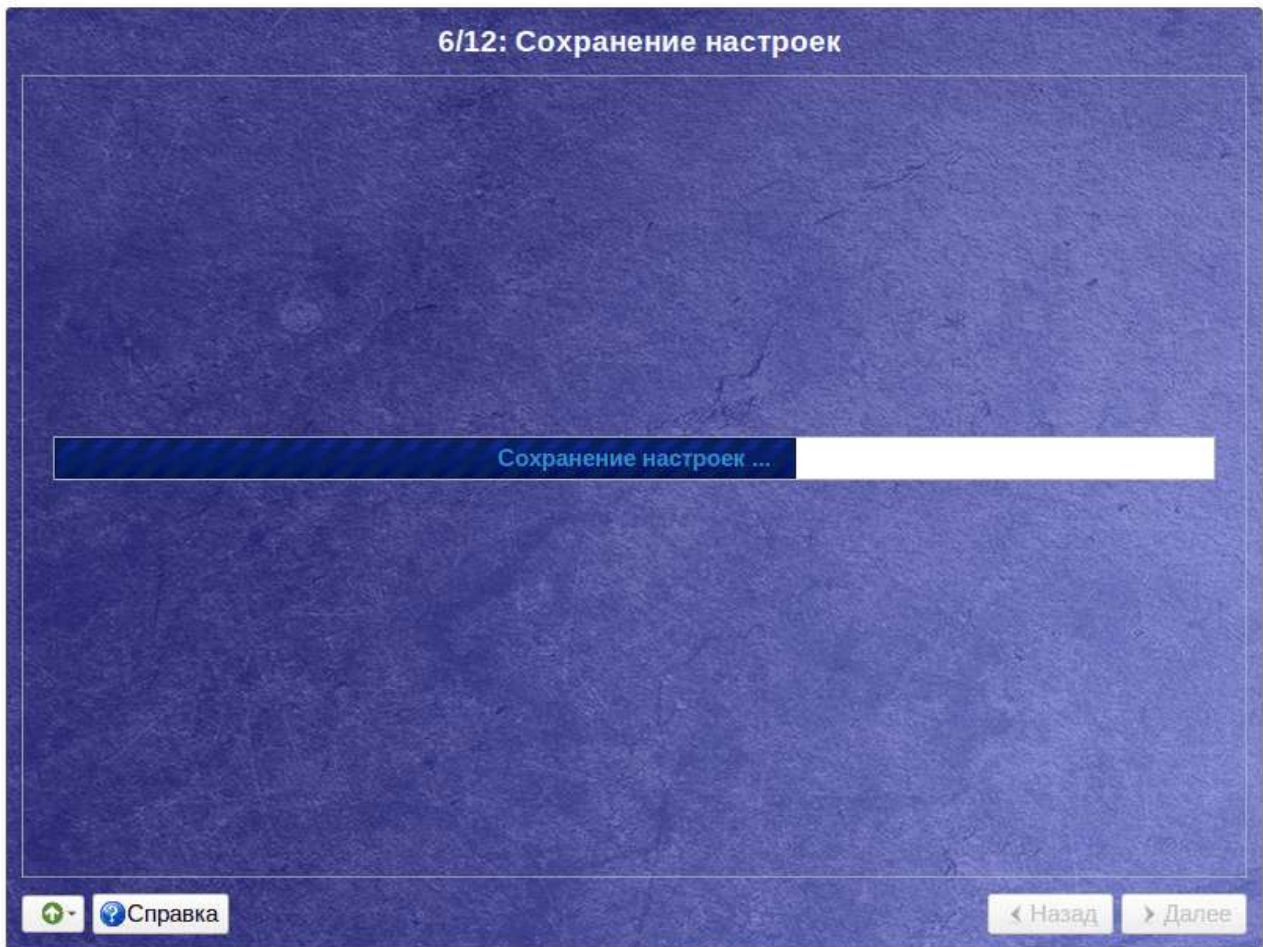 6/12: Сохранение настроек
Сохранение настроек ...
Справка
Назад
Далее